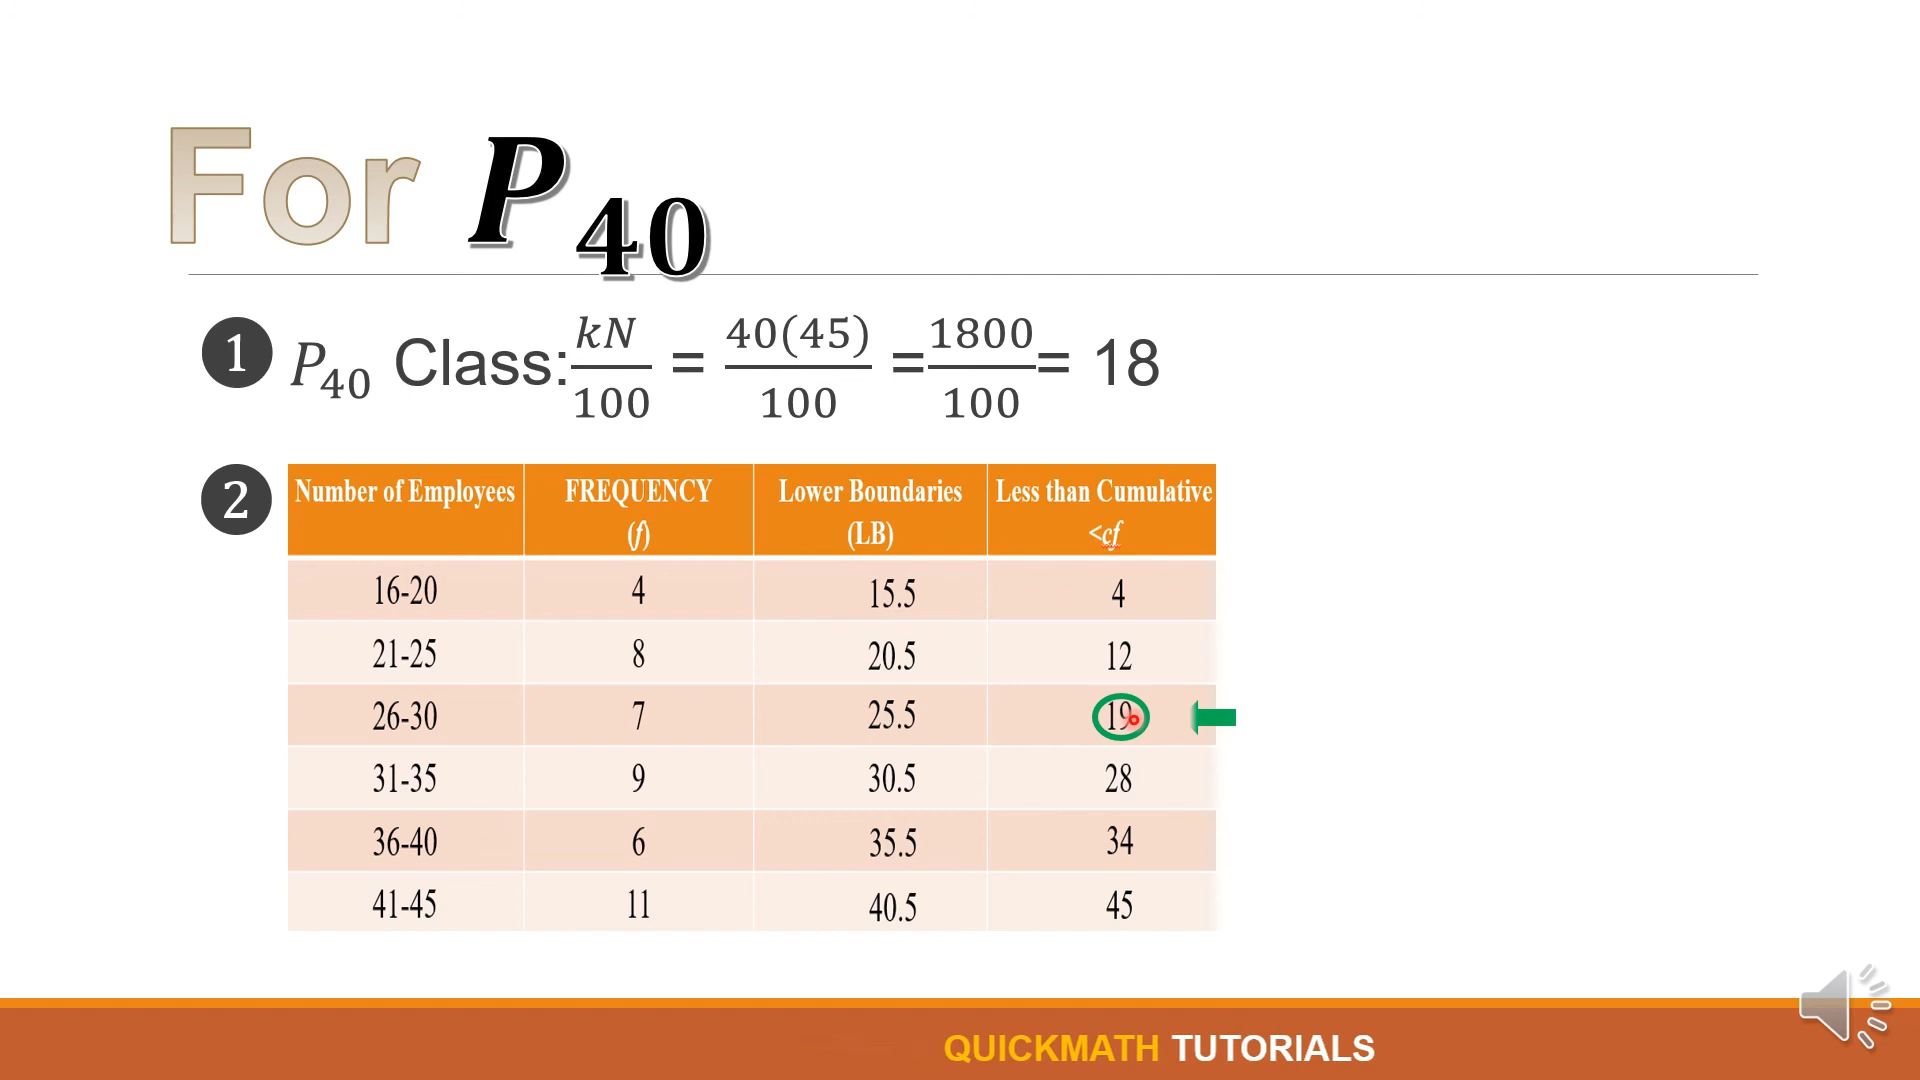 For P₄₀
1 P₄₀ Class: kN/100 = 40(45)/100 = 1800/100 = 18
2
Number of Employees FREQUENCY (f) Lower Boundaries (LB) Less than Cumulative <cf
16-20 4 15.5 4
21-25 8 20.5 12
26-30 7 25.5 19
31-35 9 30.5 28
36-40 6 35.5 34
41-45 11 40.5 45
QUICKMATH TUTORIALS